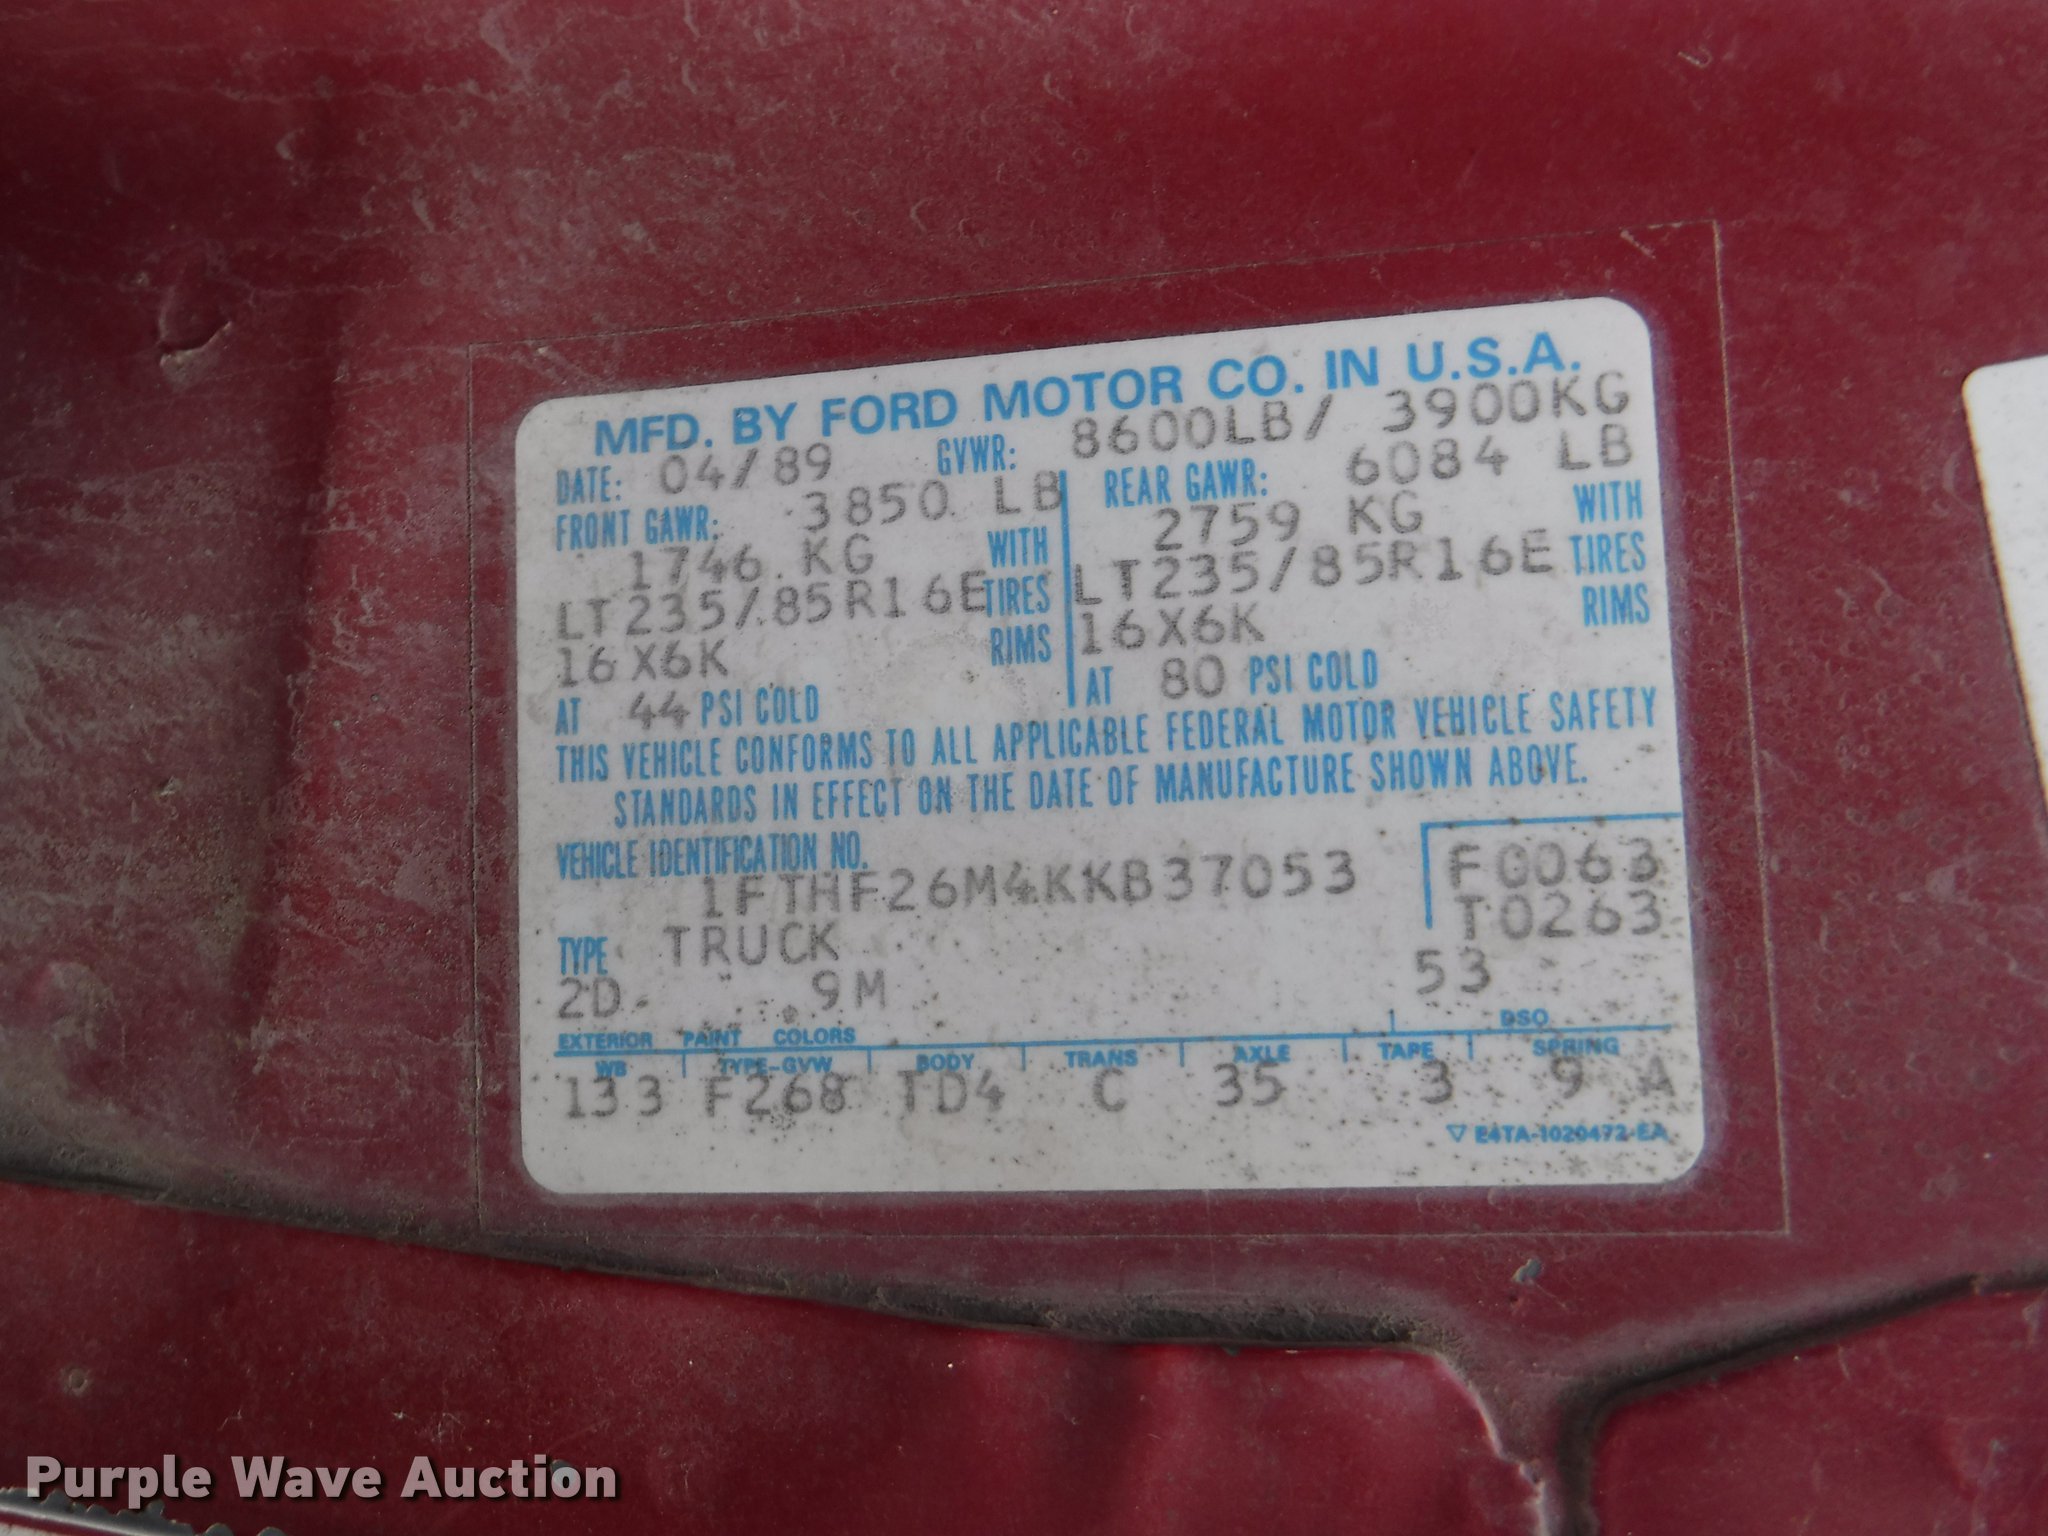 MFD. BY FORD MOTOR CO. IN U.S.A.
DATE: 04/89 GVWR: 8600LB/ 3900KG
FRONT GAWR: 3850 LB REAR GAWR: 6084 LB
1746 KG WITH 2759 KG WITH
LT235/85R16E TIRES LT235/85R16E TIRES
16X6K RIMS 16X6K RIMS
AT 44 PSI COLD AT 80 PSI COLD
THIS VEHICLE CONFORMS TO ALL APPLICABLE FEDERAL MOTOR VEHICLE SAFETY
STANDARDS IN EFFECT ON THE DATE OF MANUFACTURE SHOWN ABOVE.
VEHICLE IDENTIFICATION NO.
1FTHF26M4KKB37053 F0063
TYPE TRUCK T0263
2D 9M 53
EXTERIOR PAINT COLORS DSO
WB TYPE-GVW BODY TRANS AXLE TAPE SPRING
133 F268 TD4 C 35 3 9 A
▽ E4TA-1020472-EA
Purple Wave Auction